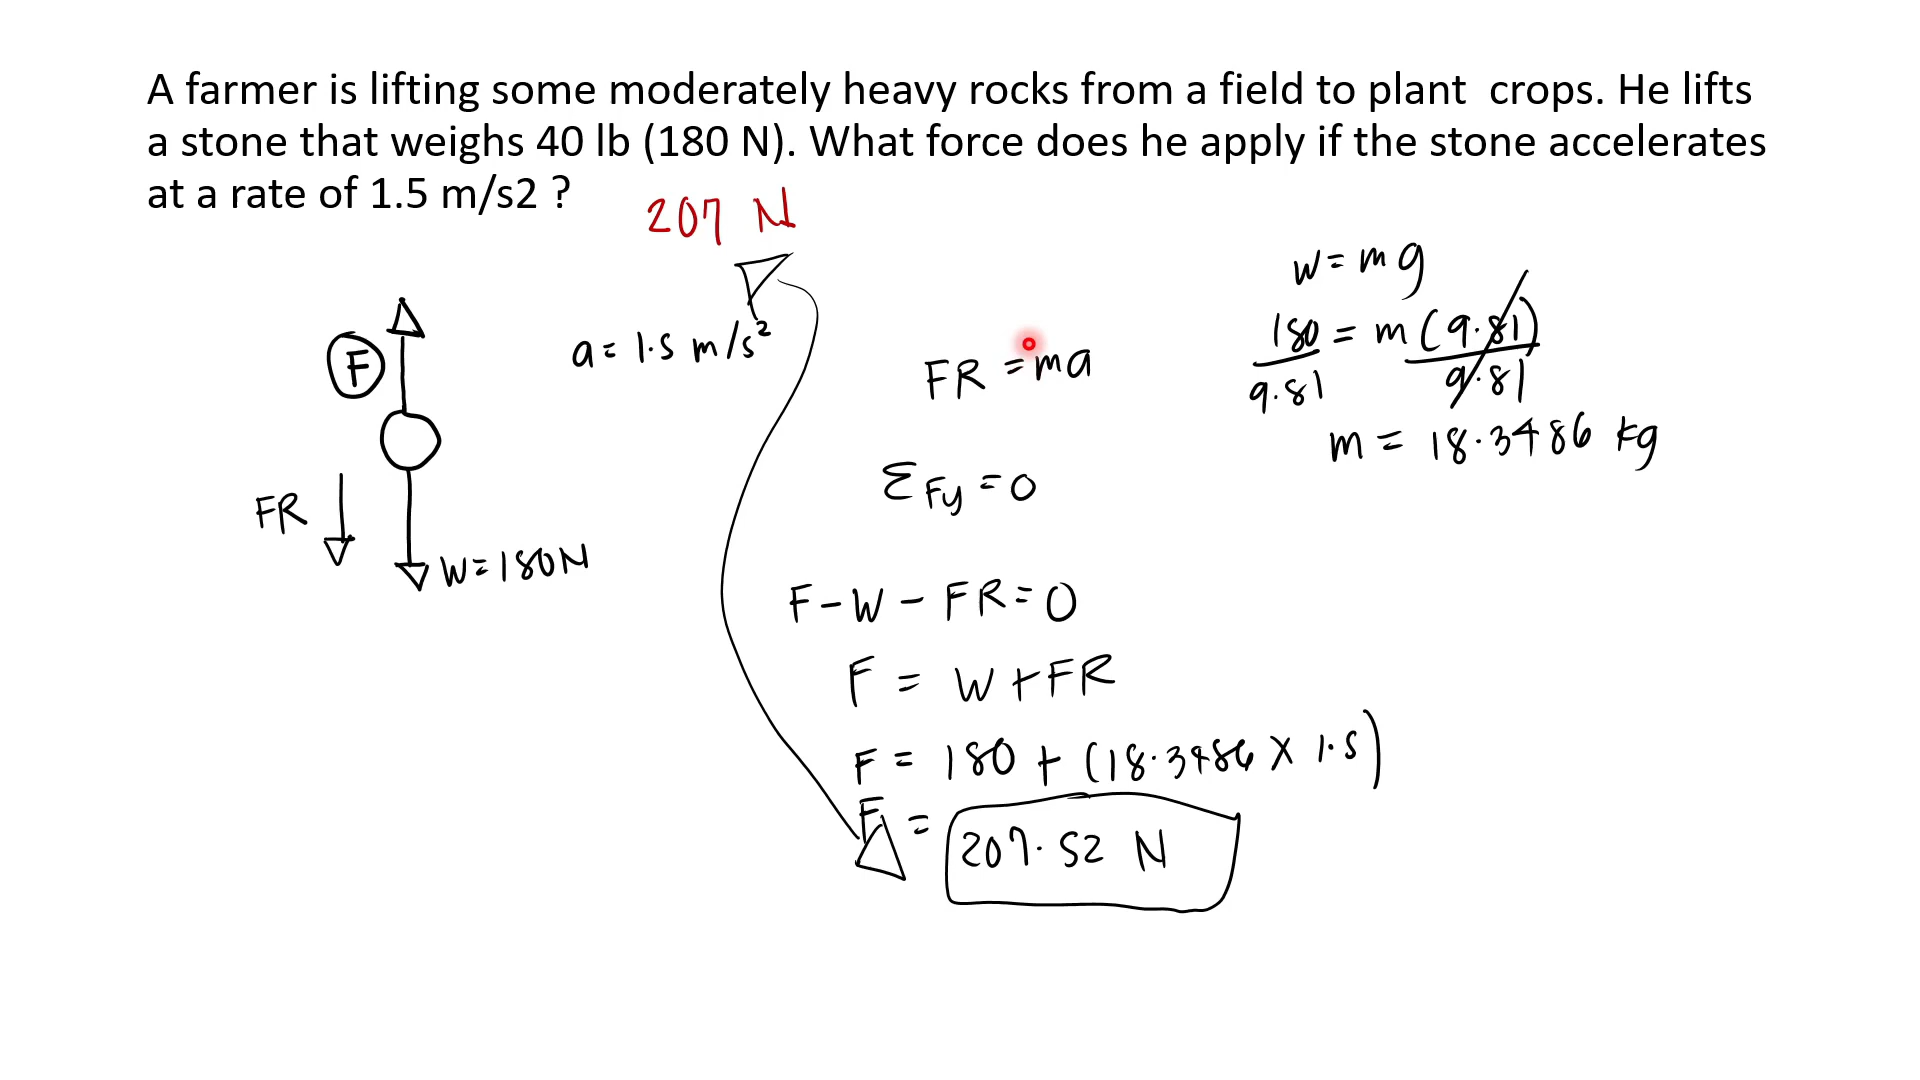 A farmer is lifting some moderately heavy rocks from a field to plant crops. He lifts
a stone that weighs 40 lb (180 N). What force does he apply if the stone accelerates
at a rate of 1.5 m/s2 ?
207 N
F
FR
W=180N
a= 1.5 m/s²
FR = ma
ΣFy = 0
F-W-FR=0
F = W+FR
F = 180 + (18.3486 X 1.5)
F = 207.52 N
W=mg
180 = m(9.81)
9.81 9.81
m = 18.3486 kg